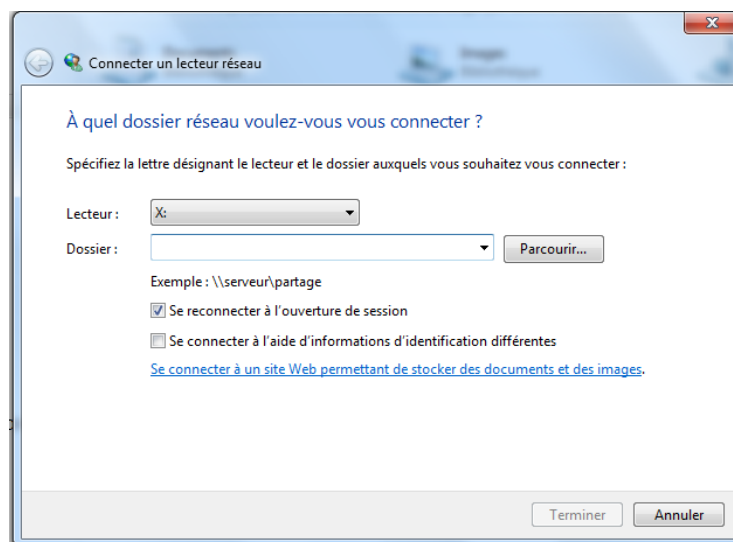 Documents
Images
Bibliothèque
Connecter un lecteur réseau
À quel dossier réseau voulez-vous vous connecter ?
Spécifiez la lettre désignant le lecteur et le dossier auxquels vous souhaitez vous connecter :
Lecteur : X:
Dossier : Parcourir...
Exemple : \\serveur\partage
Se reconnecter à l'ouverture de session
Se connecter à l'aide d'informations d'identification différentes
Se connecter à un site Web permettant de stocker des documents et des images.
Terminer Annuler